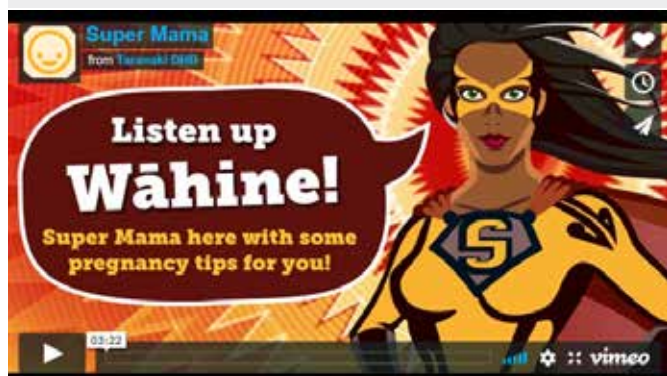 Super Mama
from Taranaki DHB
Listen up
Wāhine!
Super Mama here with some
pregnancy tips for you!
S
03:22
vimeo